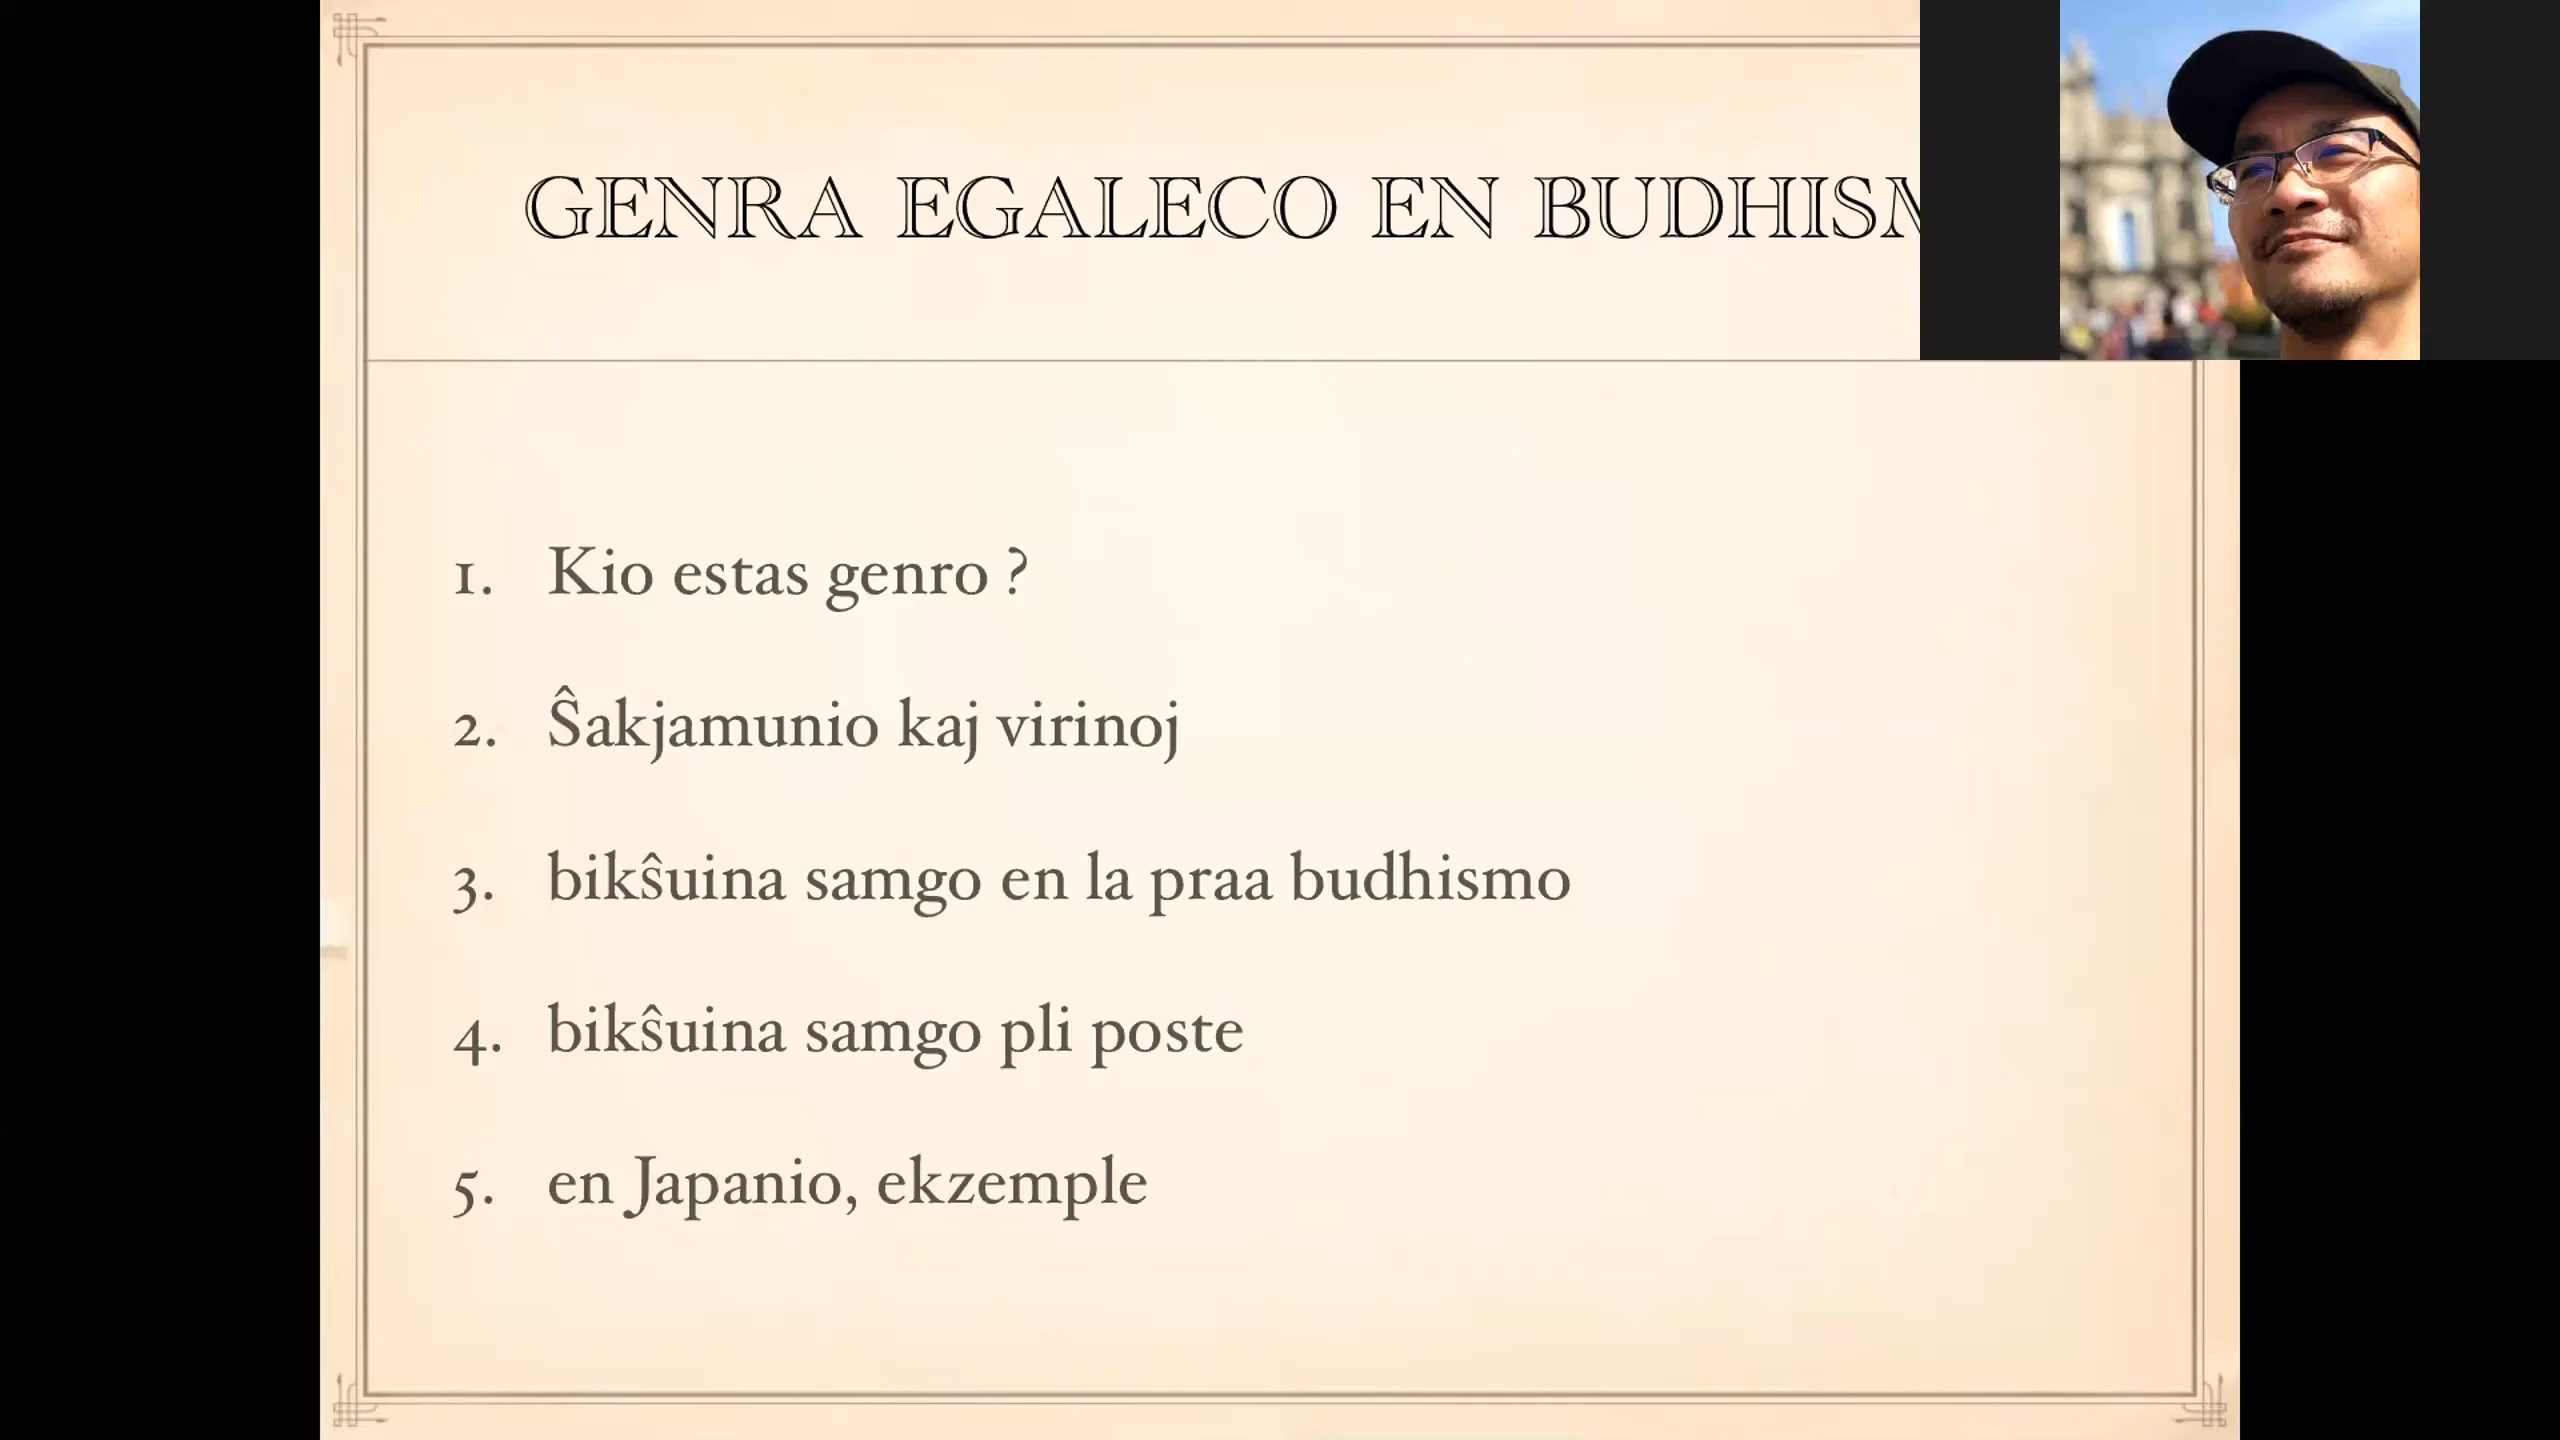 GENRA EGALECO EN
1. Kio estas genro ?
2. Ŝakjamunio kaj virinoj
3. bikŝuina samgo en la praa budhismo
4. bikŝuina samgo pli poste
5. en Japanio, ekzemple